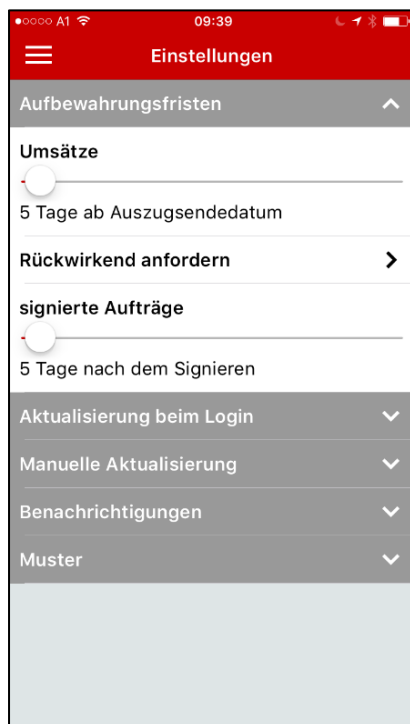 A1 09:39
Einstellungen
Aufbewahrungsfristen
Umsätze
5 Tage ab Auszugsendedatum
Rückwirkend anfordern
signierte Aufträge
5 Tage nach dem Signieren
Aktualisierung beim Login
Manuelle Aktualisierung
Benachrichtigungen
Muster